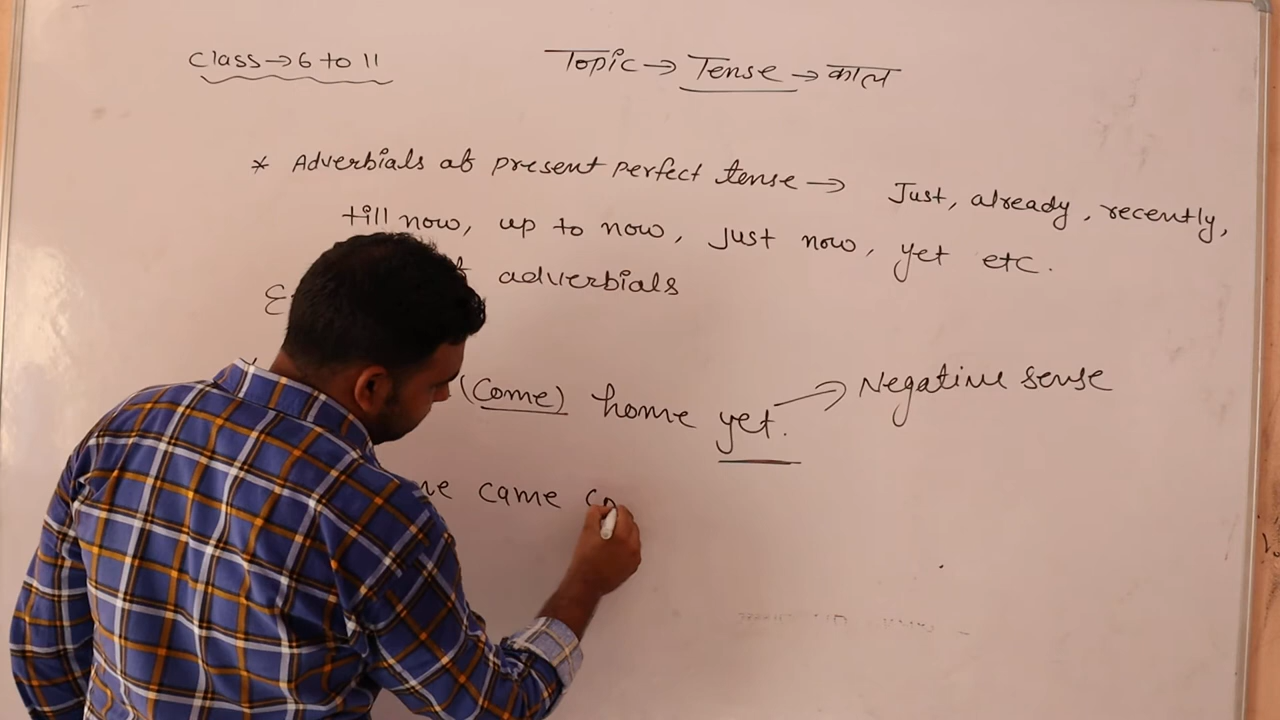 Class→6 to 11
Topic→Tense→काल
* Adverbials of present perfect tense→ Just, already, recently,
till now, up to now, Just now, yet etc.
adverbials
(Come) home yet. → Negative sense
came co